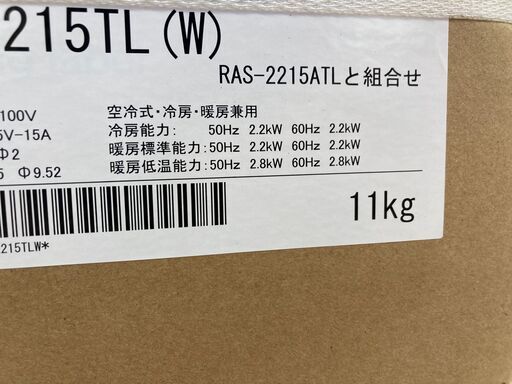 215TL(W)
RAS-2215ATLと組合せ
100V 空冷式・冷房・暖房兼用
5V-15A 冷房能力: 50Hz 2.2kW 60Hz 2.2kW
Φ2 暖房標準能力:50Hz 2.2kW 60Hz 2.2kW
5 Φ9.52 暖房低温能力:50Hz 2.8kW 60Hz 2.8kW
11kg
215TLW*